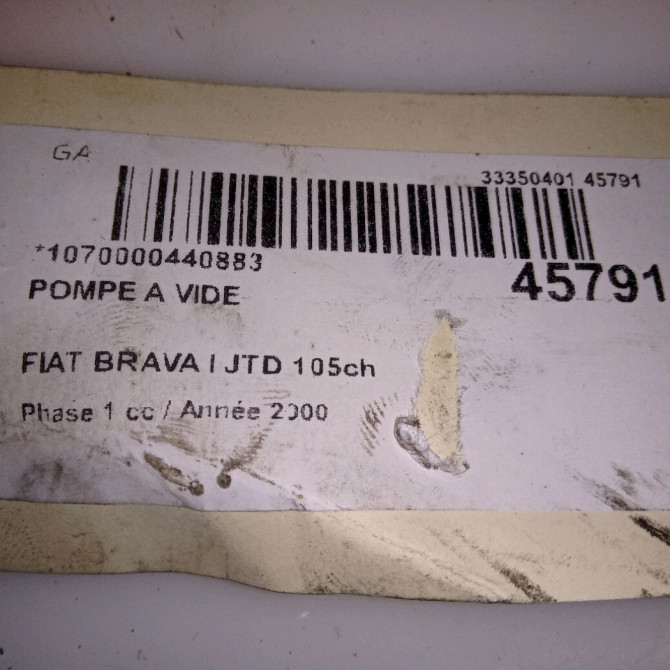 GA
33350401 45791
*1070000440883
45791
POMPE A VIDE
FIAT BRAVA I JTD 105ch
Phase 1 cc / Année 2000